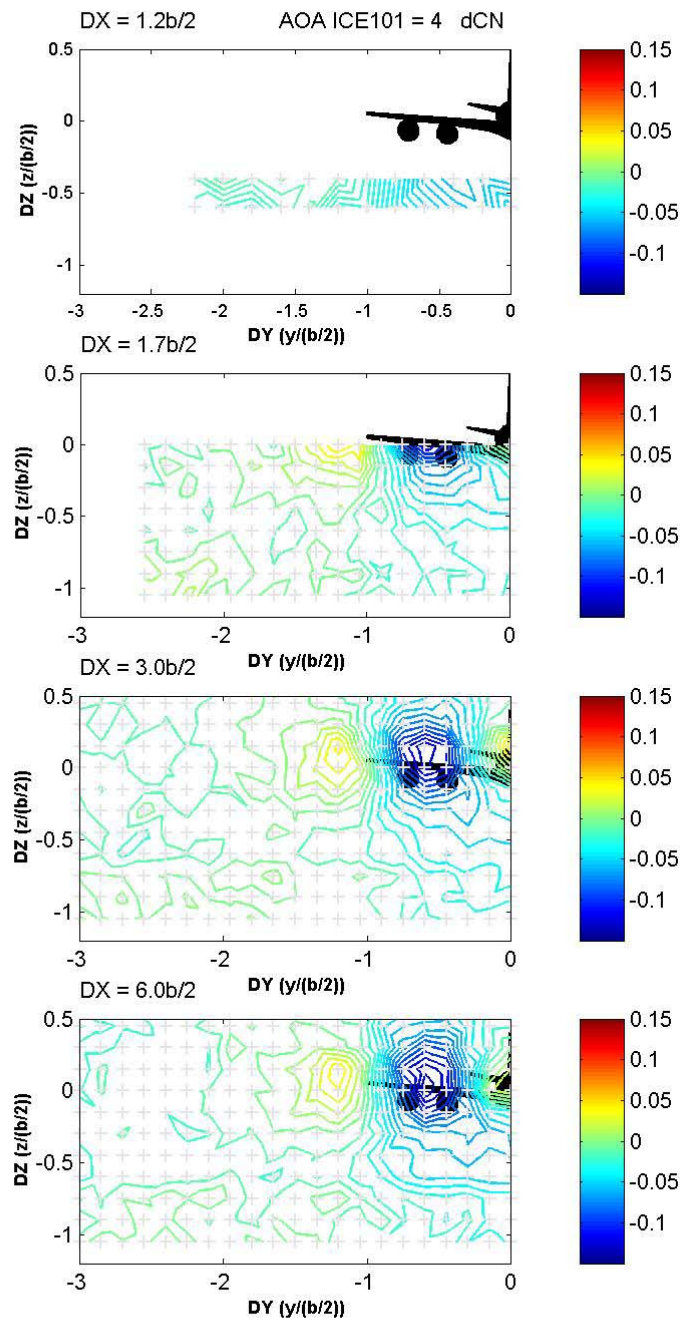 DX = 1.2b/2 AOA ICE101 = 4 dCN
0.5
0
-0.5
-1
DZ (z/(b/2))
-3 -2.5 -2 -1.5 -1 -0.5 0
DY (y/(b/2))
0.15
0.1
0.05
0
-0.05
-0.1
DX = 1.7b/2
0.5
0
-0.5
-1
DZ (z/(b/2))
-3 -2 -1 0
DY (y/(b/2))
0.15
0.1
0.05
0
-0.05
-0.1
DX = 3.0b/2
0.5
0
-0.5
-1
DZ (z/(b/2))
-3 -2 -1 0
DY (y/(b/2))
0.15
0.1
0.05
0
-0.05
-0.1
DX = 6.0b/2
0.5
0
-0.5
-1
DZ (z/(b/2))
-3 -2 -1 0
DY (y/(b/2))
0.15
0.1
0.05
0
-0.05
-0.1